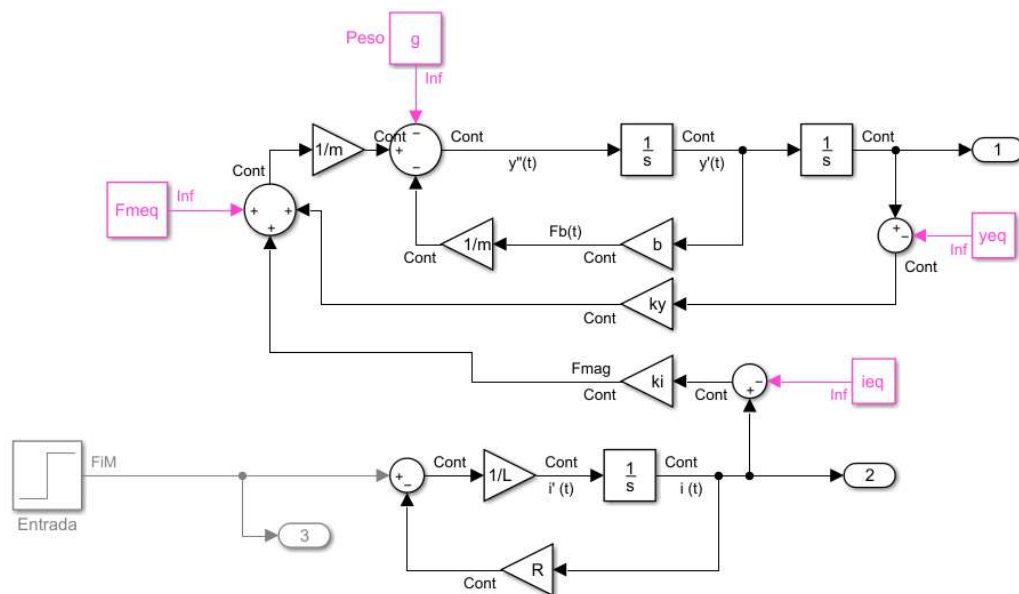 Peso
g
Inf
1/m
Cont
+
−
−
Cont
y''(t)
1
s
Cont
y'(t)
1
s
Cont
1
Cont
Fmeq
Inf
+
+
+
1/m
Cont
Fb(t)
Cont
b
+
−
Inf
yeq
Cont
ky
Cont
Fmag
Cont
ki
Cont
−
+
Inf
ieq
Entrada
FiM
3
+
−
Cont
1/L
Cont
i' (t)
1
s
Cont
i (t)
2
R
Cont